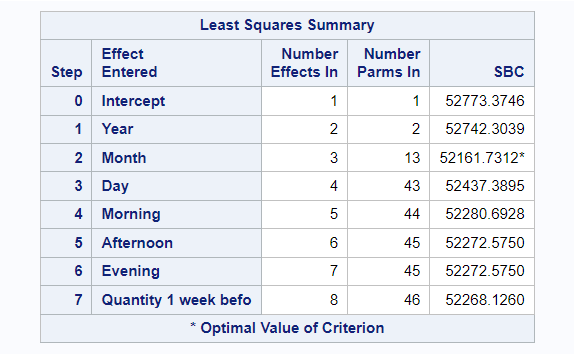 Least Squares Summary
Step Effect Entered Number Effects In Number Parms In SBC
0 Intercept 1 1 52773.3746
1 Year 2 2 52742.3039
2 Month 3 13 52161.7312*
3 Day 4 43 52437.3895
4 Morning 5 44 52280.6928
5 Afternoon 6 45 52272.5750
6 Evening 7 45 52272.5750
7 Quantity 1 week befo 8 46 52268.1260
* Optimal Value of Criterion